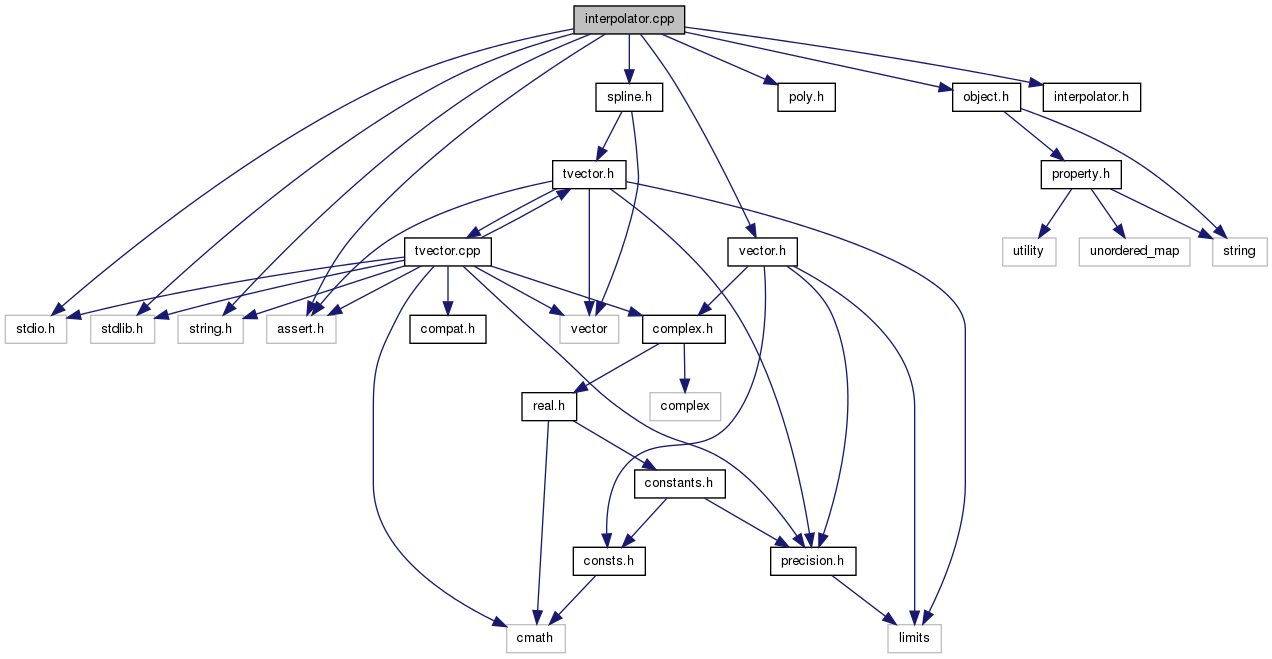 interpolator.cpp
spline.h
poly.h
object.h
interpolator.h
tvector.h
property.h
tvector.cpp
vector.h
utility
unordered_map
string
stdio.h
stdlib.h
string.h
assert.h
compat.h
vector
complex.h
real.h
complex
constants.h
consts.h
precision.h
cmath
limits